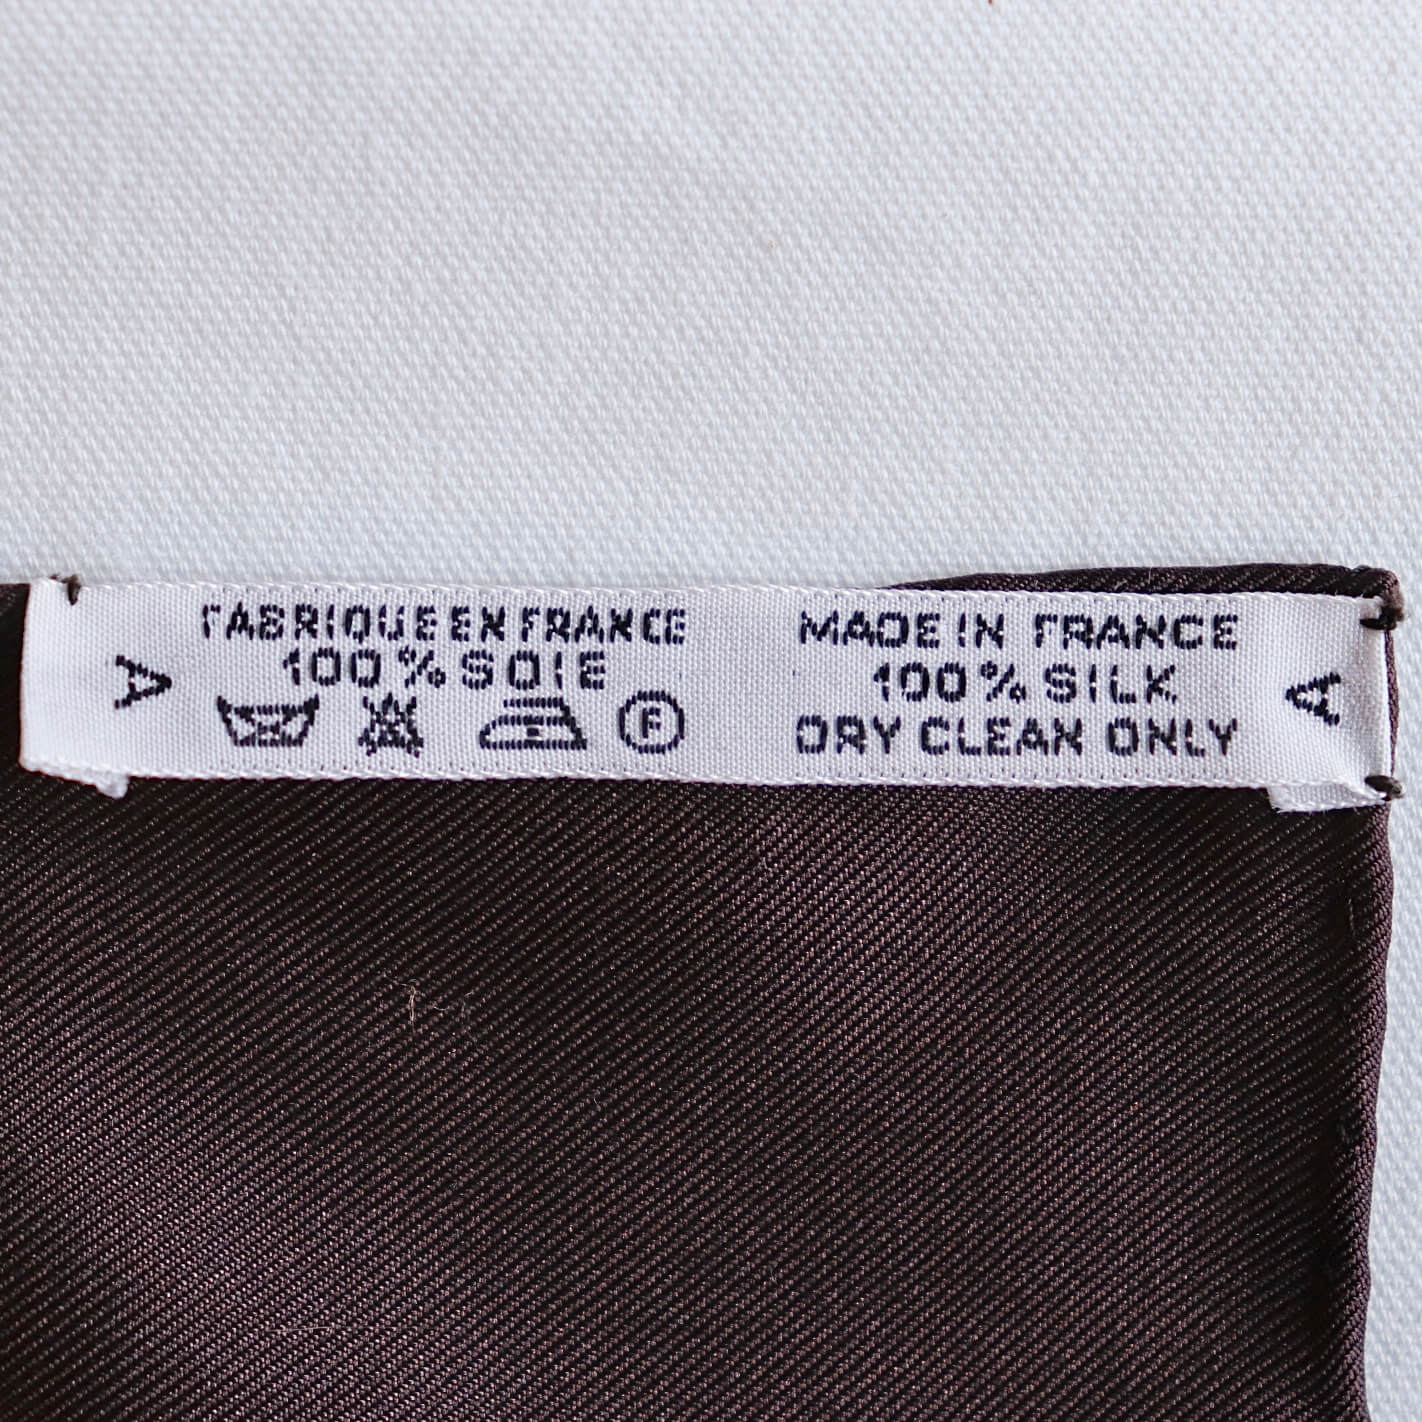 FABRIQUE EN FRANCE
100% SOIE
F
MADE IN FRANCE
100% SILK
DRY CLEAN ONLY
A
A